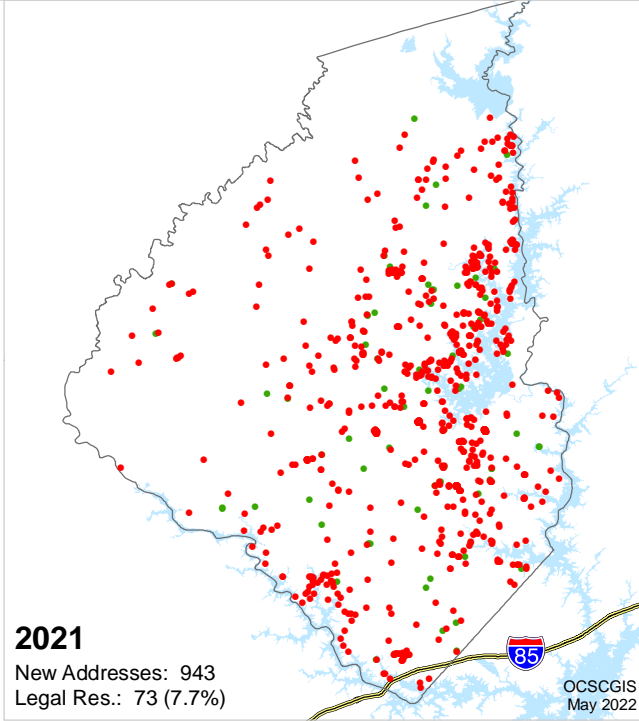 2021
New Addresses: 943
Legal Res.: 73 (7.7%)
85
OCSCGIS
May 2022